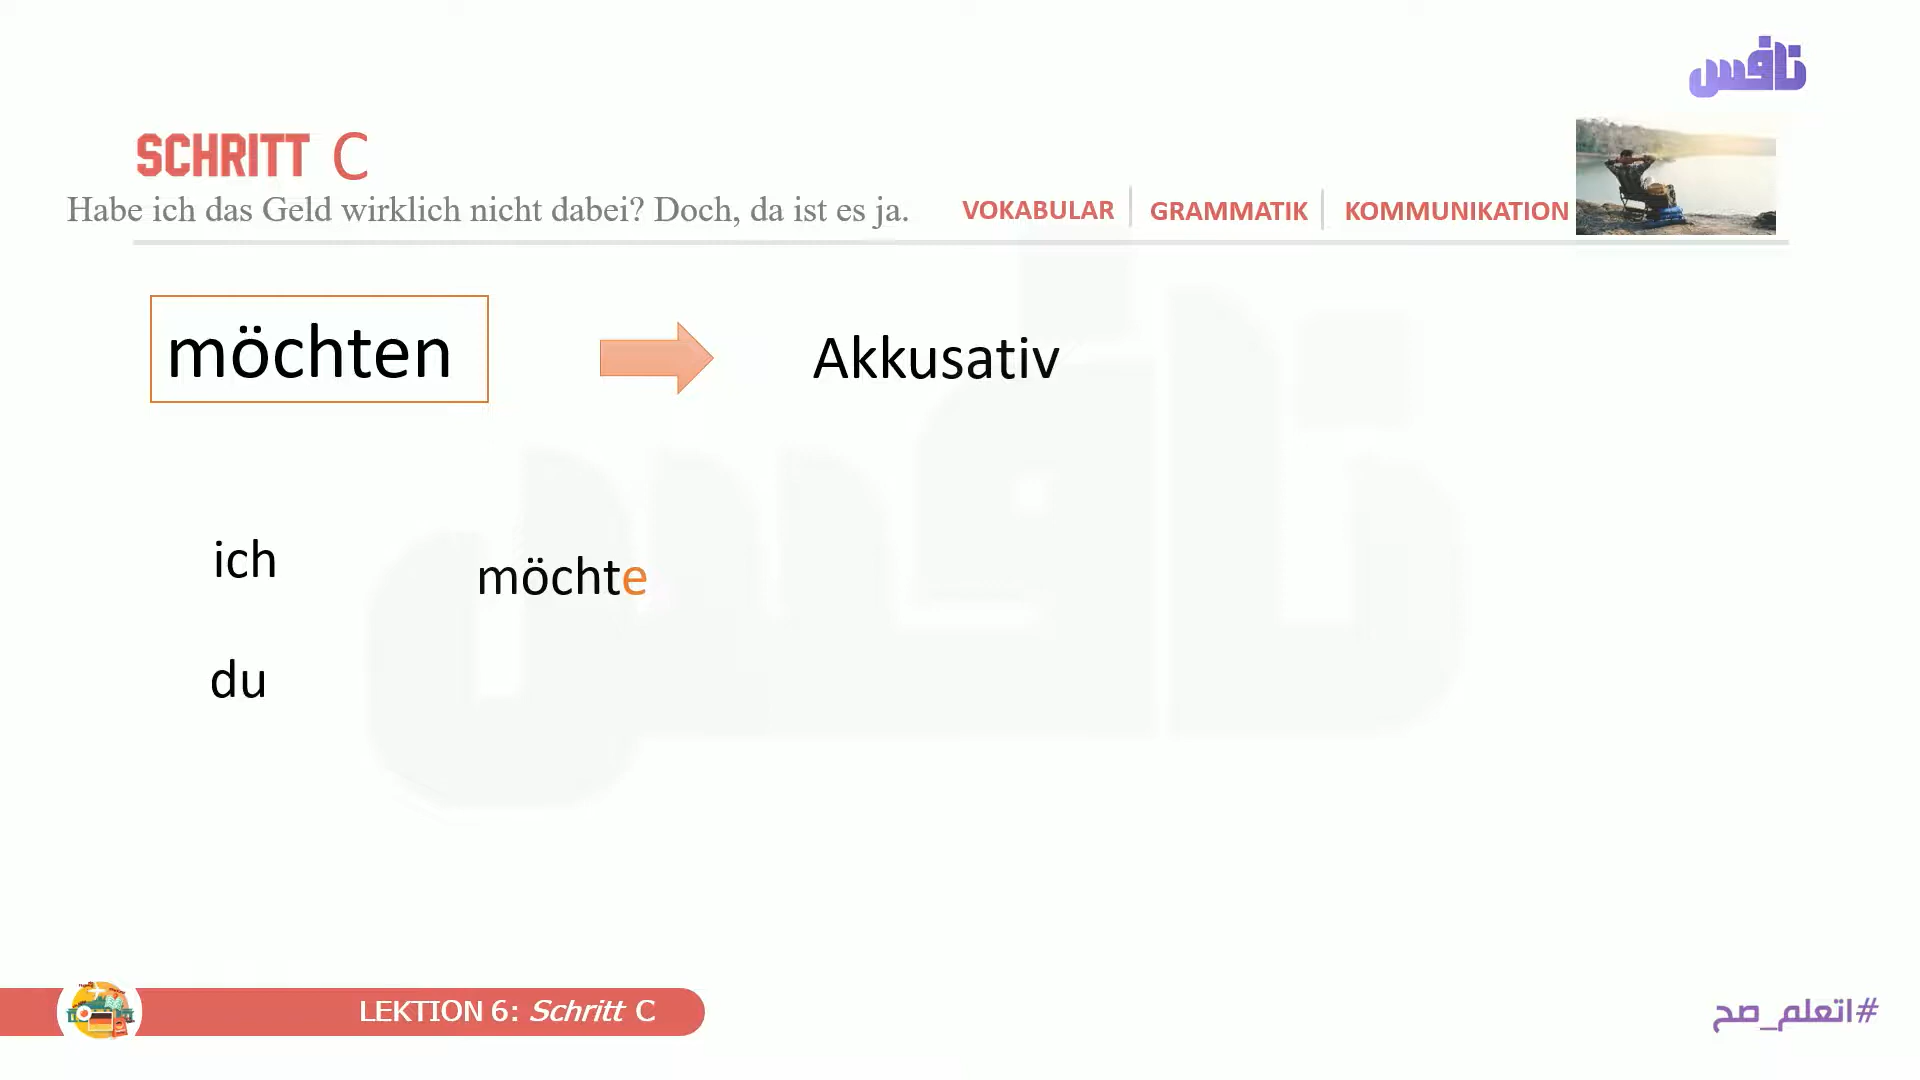 نافس
SCHRITT C
Habe ich das Geld wirklich nicht dabei? Doch, da ist es ja.
VOKABULAR
GRAMMATIK
KOMMUNIKATION
möchten
Akkusativ
ich
möchte
du
LEKTION 6: Schritt C
#اتعلم_صح